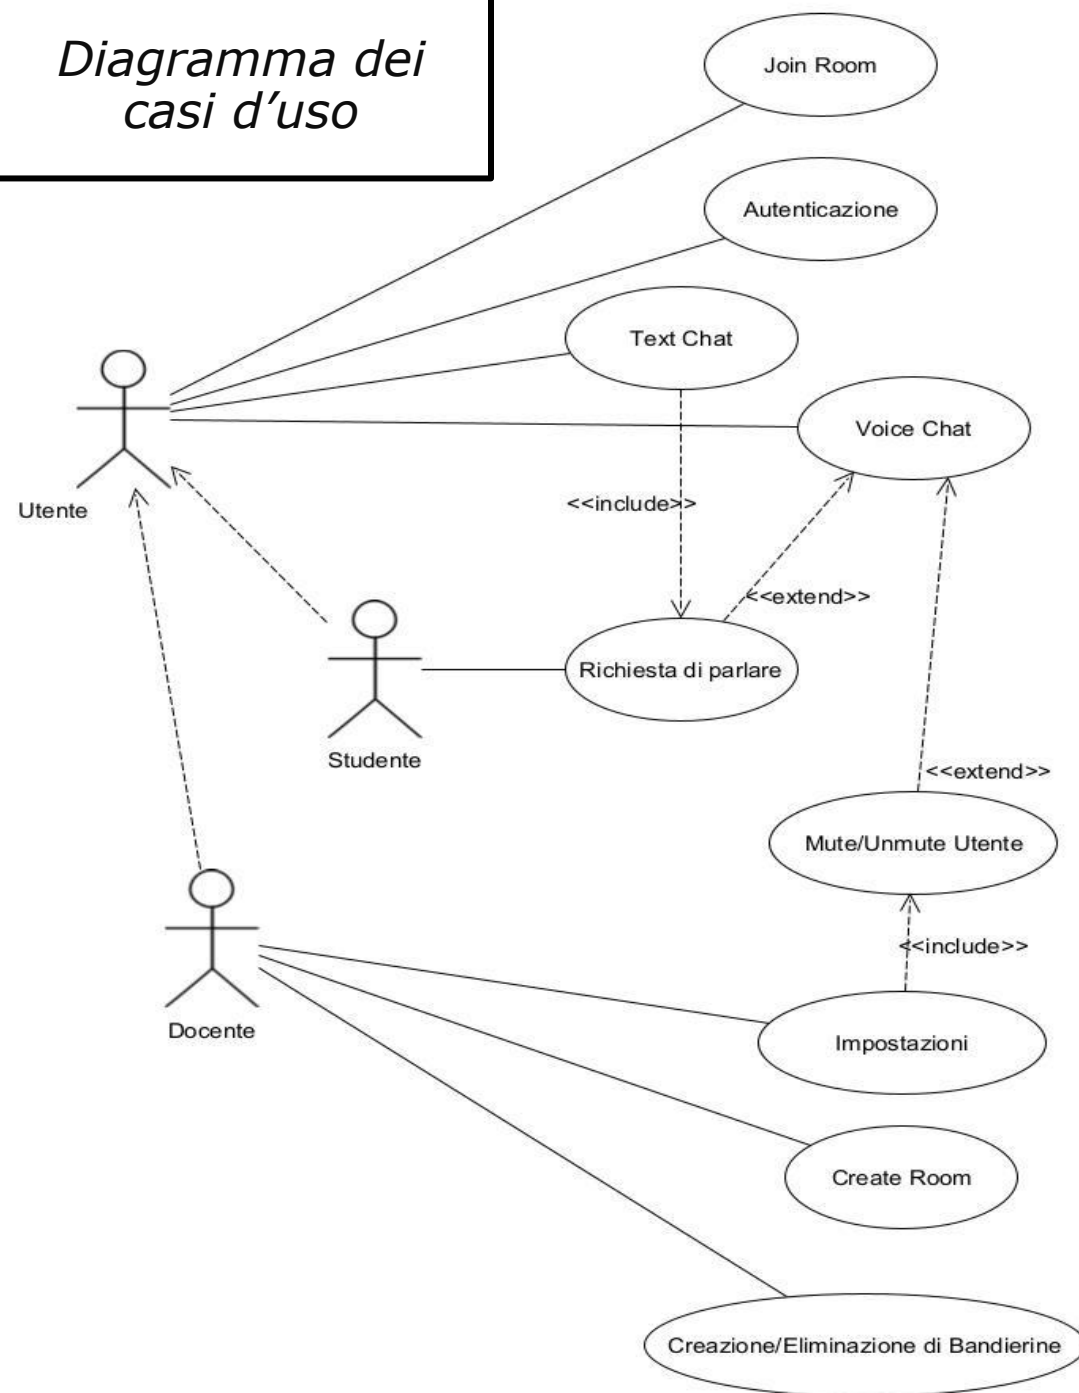 Diagramma dei
casi d'uso
Join Room
Autenticazione
Text Chat
Voice Chat
Utente
<<include>>
<<extend>>
Richiesta di parlare
Studente
<<extend>>
Mute/Unmute Utente
<<include>>
Docente
Impostazioni
Create Room
Creazione/Eliminazione di Bandierine